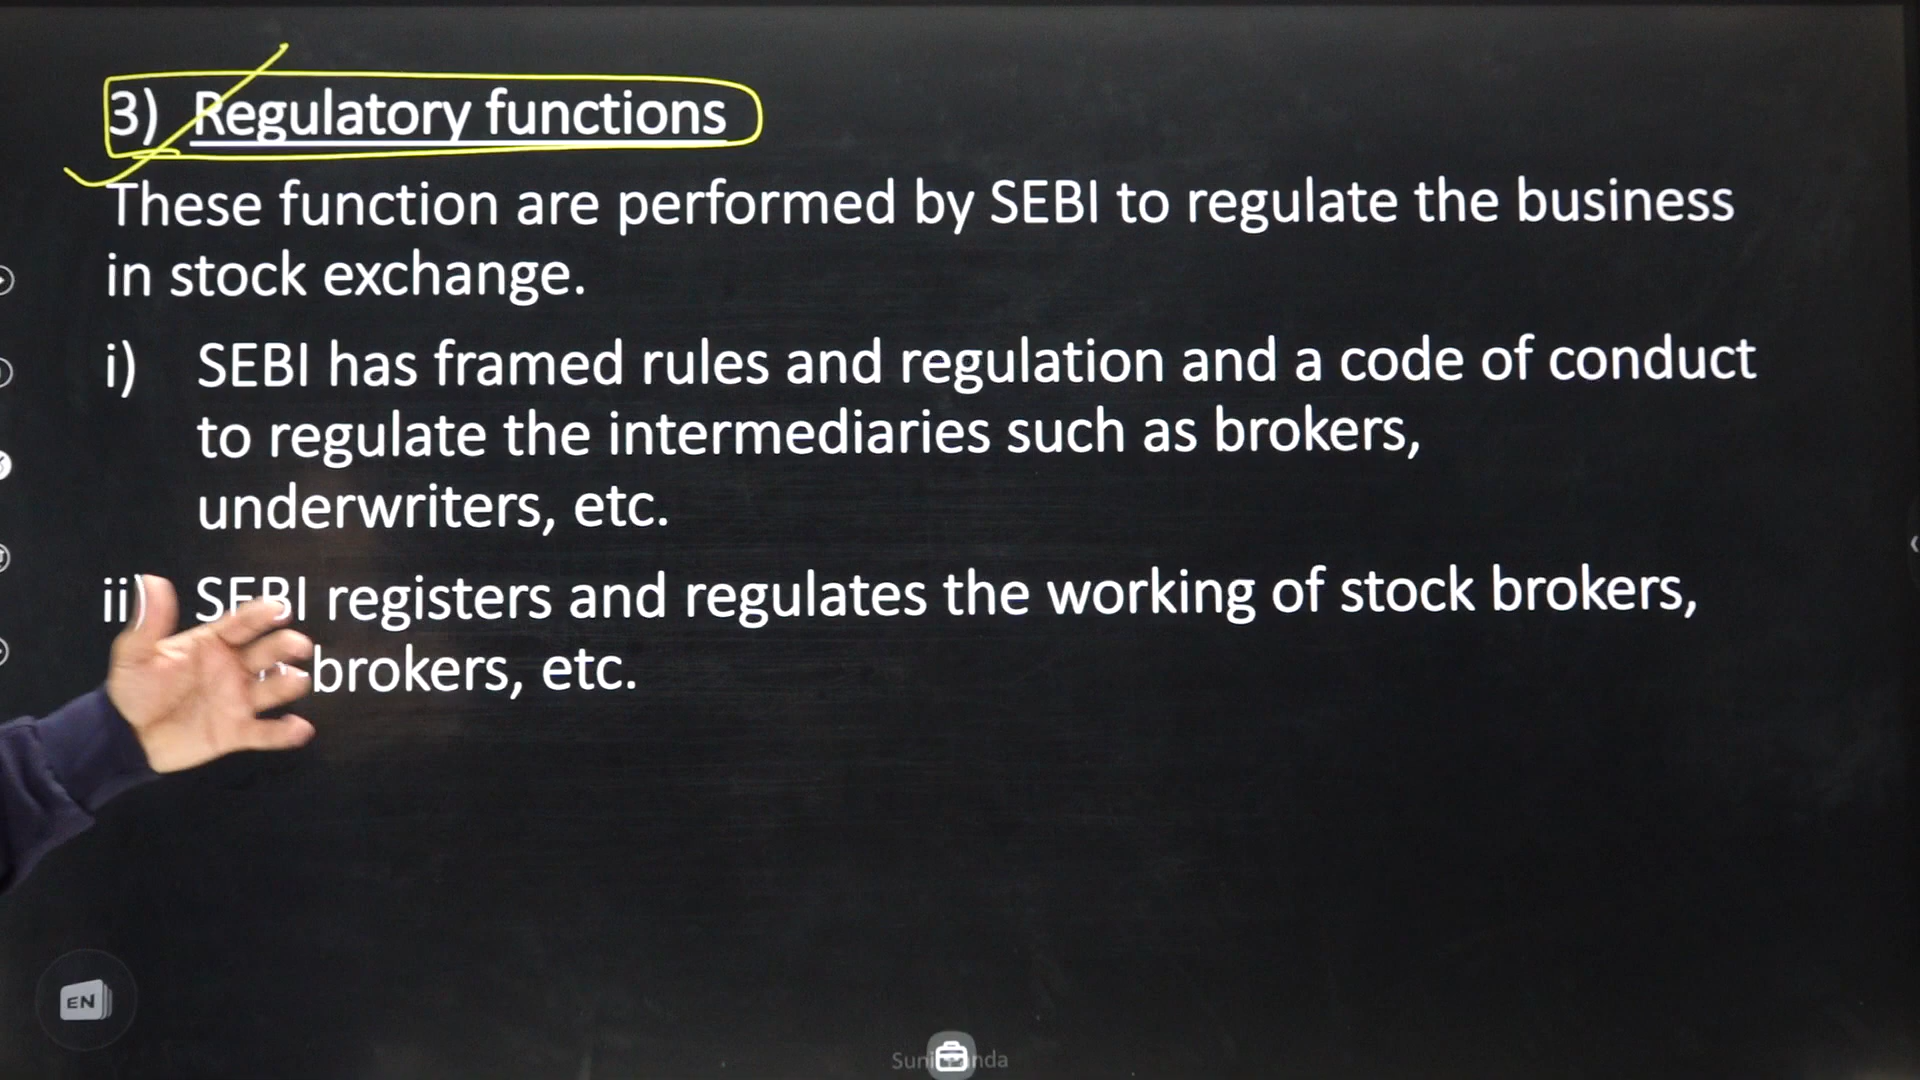 3) Regulatory functions
These function are performed by SEBI to regulate the business
in stock exchange.
i) SEBI has framed rules and regulation and a code of conduct
to regulate the intermediaries such as brokers,
underwriters, etc.
ii) SEBI registers and regulates the working of stock brokers,
-brokers, etc.
EN